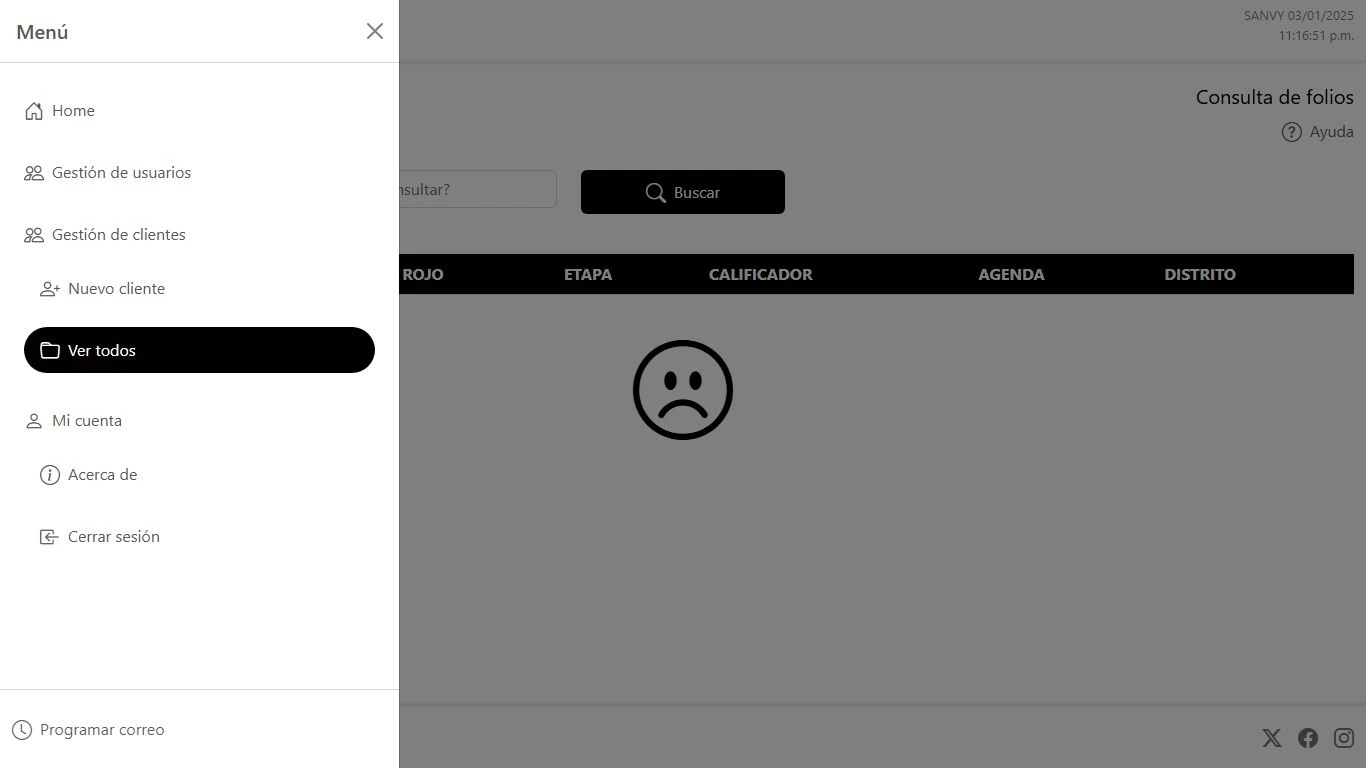 Menú
SANVY 03/01/2025
11:16:51 p.m.
Home
Gestión de usuarios
Gestión de clientes
Nuevo cliente
Ver todos
Mi cuenta
Acerca de
Cerrar sesión
Programar correo
Consulta de folios
Ayuda
nsultar?
Buscar
ROJO ETAPA CALIFICADOR AGENDA DISTRITO